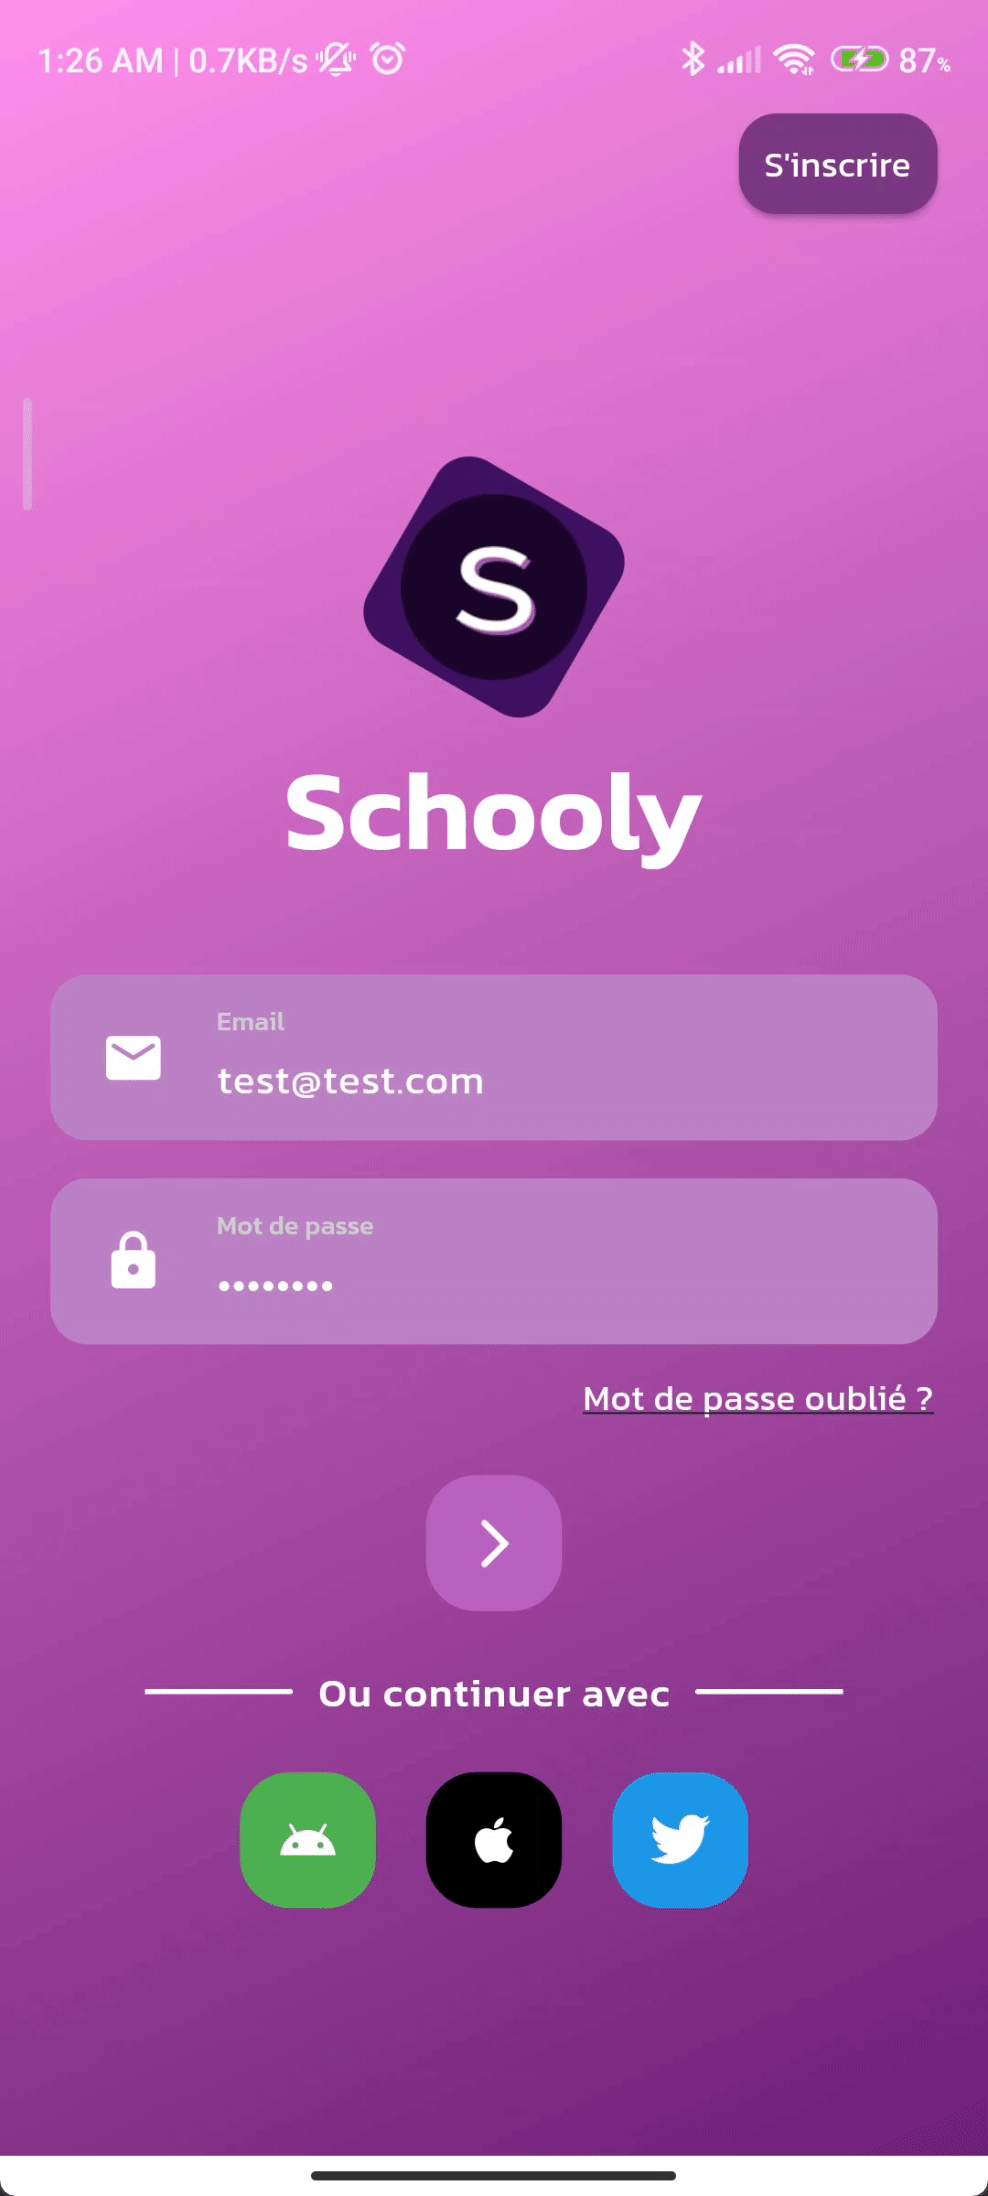 1:26 AM | 0.7KB/s 87%
S'inscrire
S
Schooly
Email
test@test.com
Mot de passe
••••••••
Mot de passe oublié ?
Ou continuer avec